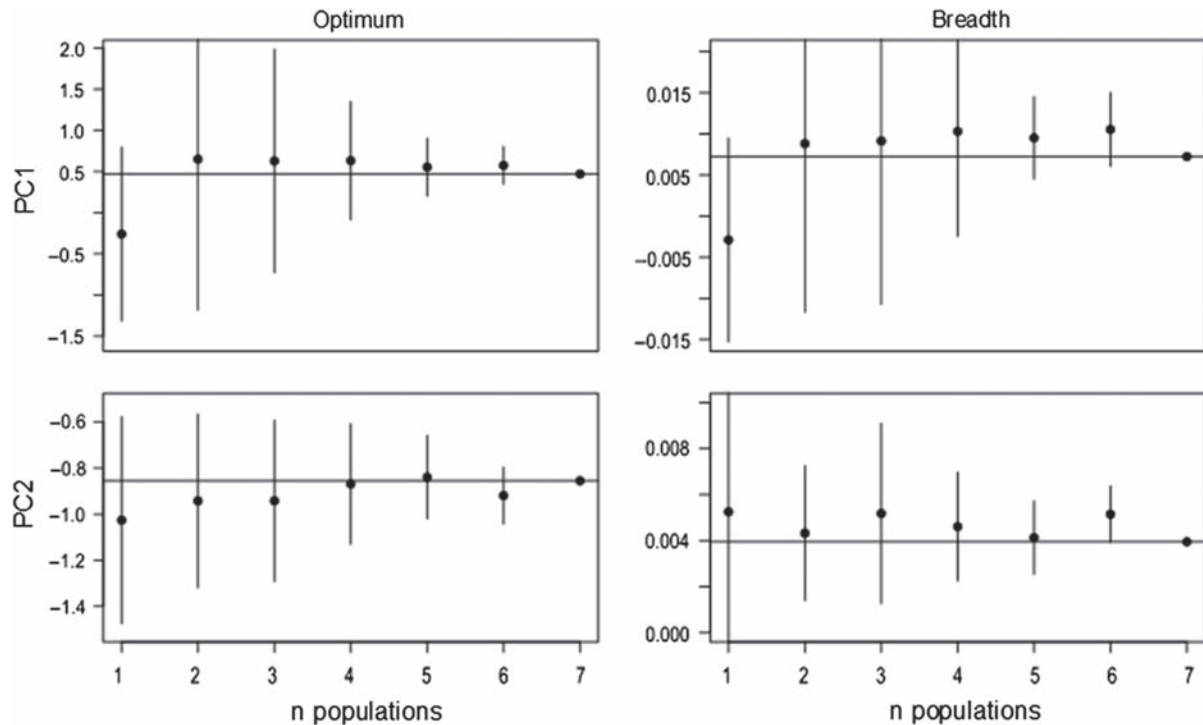 Optimum
Breadth
PC1
2.0
1.5
1.0
0.5
–0.5
–1.5
0.015
0.005
–0.005
–0.015
PC2
–0.6
–0.8
–1.0
–1.2
–1.4
0.008
0.004
0.000
1 2 3 4 5 6 7
1 2 3 4 5 6 7
n populations
n populations